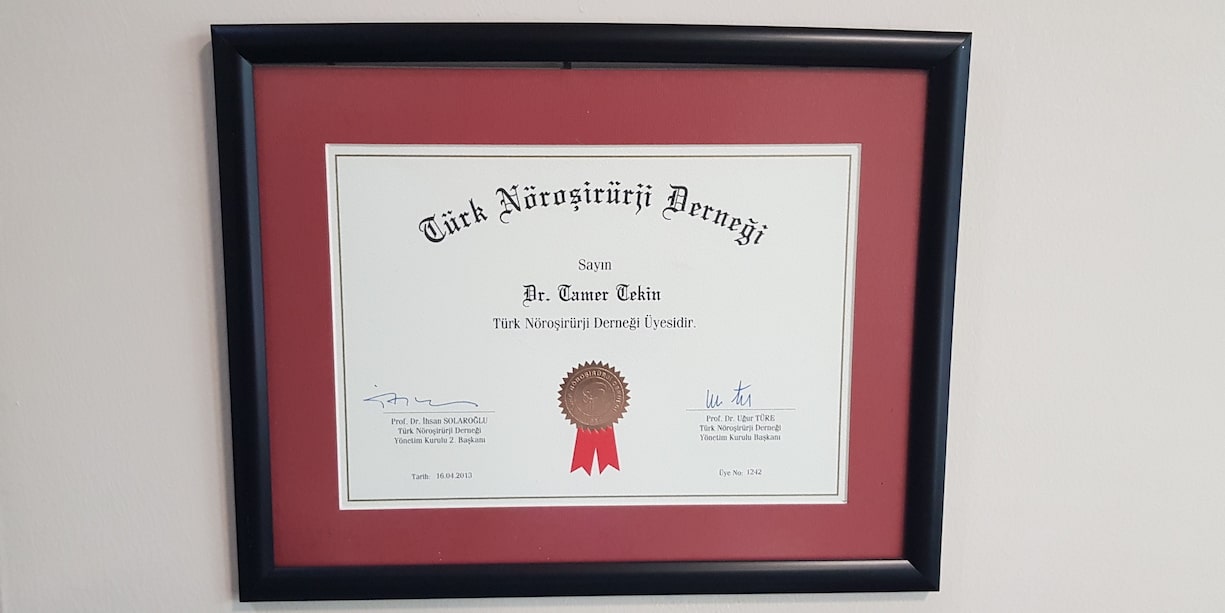 Türk Nöroşirürji Derneği
Sayın
Dr. Tamer Tekin
Türk Nöroşirürji Derneği Üyesidir.
Prof. Dr. İhsan SOLAROĞLU
Türk Nöroşirürji Derneği
Yönetim Kurulu 2. Başkanı
Prof. Dr. Uğur TÜRE
Türk Nöroşirürji Derneği
Yönetim Kurulu Başkanı
Tarih: 16.04.2013
Üye No: 1242